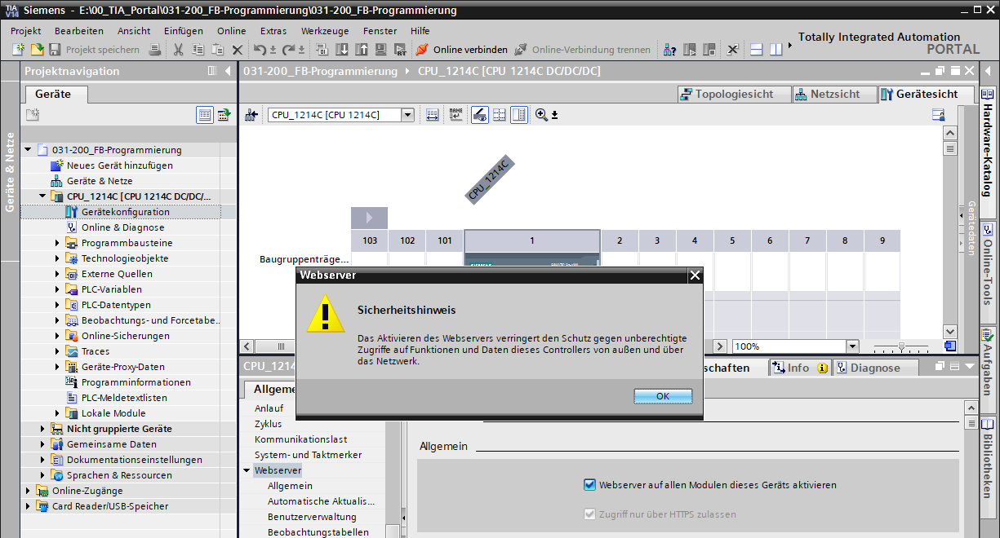 TIA V14 Siemens - E:\00_TIA_Portal\031-200_FB-Programmierung\031-200_FB-Programmierung
Projekt Bearbeiten Ansicht Einfügen Online Extras Werkzeuge Fenster Hilfe
Totally Integrated Automation
PORTAL
Projekt speichern Online verbinden Online-Verbindung trennen
Projektnavigation
031-200_FB-Programmierung CPU_1214C [CPU 1214C DC/DC/DC]
Geräte
Topologiesicht Netzsicht Gerätesicht
CPU_1214C [CPU 1214C]
Geräte & Netze
031-200_FB-Programmierung
Neues Gerät hinzufügen
Geräte & Netze
CPU_1214C [CPU 1214C DC/DC/...
Gerätekonfiguration
Online & Diagnose
Programmbausteine
Technologieobjekte
Externe Quellen
PLC-Variablen
PLC-Datentypen
Beobachtungs- und Forcetabe..
Online-Sicherungen
Traces
Geräte-Proxy-Daten
Programminformationen
PLC-Meldetextlisten
Lokale Module
Nicht gruppierte Geräte
Gemeinsame Daten
Dokumentationseinstellungen
Sprachen & Ressourcen
Online-Zugänge
Card Reader/USB-Speicher
CPU_1214C
103 102 101 1 2 3 4 5 6 7 8 9
Baugruppenträge...
SIEMENS
Gerätedaten
Hardware-Katalog
Online-Tools
Aufgaben
Bibliotheken
Webserver
Sicherheitshinweis
Das Aktivieren des Webservers verringert den Schutz gegen unberechtigte
Zugriffe auf Funktionen und Daten dieses Controllers von außen und über
das Netzwerk.
OK
100%
CPU_1214
schaften Info Diagnose
Allgeme
Anlauf
Zyklus
Kommunikationslast
System- und Taktmerker
Webserver
Allgemein
Automatische Aktualis...
Benutzerverwaltung
Beobachtungstabellen
Allgemein
Webserver auf allen Modulen dieses Geräts aktivieren
Zugriff nur über HTTPS zulassen